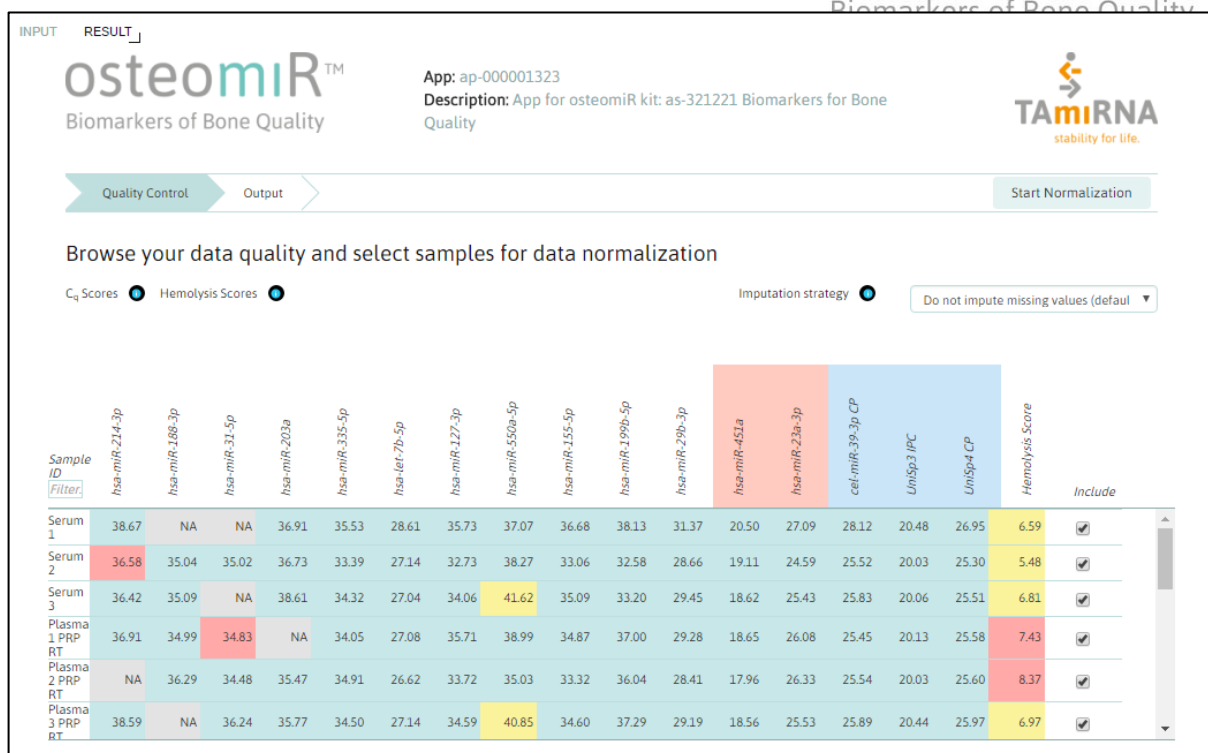 Biomarkers of Bone Quality
INPUT RESULT
osteomiR™
Biomarkers of Bone Quality
App: ap-000001323
Description: App for osteomiR kit: as-321221 Biomarkers for Bone
Quality
TAmiRNA
stability for life.
Quality Control Output Start Normalization
Browse your data quality and select samples for data normalization
Cq Scores Hemolysis Scores Imputation strategy Do not impute missing values (defaul
Sample ID hsa-miR-214-3p hsa-miR-188-3p hsa-miR-31-5p hsa-miR-203a hsa-miR-335-5p hsa-let-7b-5p hsa-miR-127-3p hsa-miR-550a-5p hsa-miR-155-5p hsa-miR-199b-5p hsa-miR-29b-3p hsa-miR-451a hsa-miR-23a-3p cel-miR-39-3p CP UniSp3 IPC UniSp4 CP Hemolysis Score Include
Filter.
Serum 1 38.67 NA NA 36.91 35.53 28.61 35.73 37.07 36.68 38.13 31.37 20.50 27.09 28.12 20.48 26.95 6.59
Serum 2 36.58 35.04 35.02 36.73 33.39 27.14 32.73 38.27 33.06 32.58 28.66 19.11 24.59 25.52 20.03 25.30 5.48
Serum 3 36.42 35.09 NA 38.61 34.32 27.04 34.06 41.62 35.09 33.20 29.45 18.62 25.43 25.83 20.06 25.51 6.81
Plasma 1 PRP RT 36.91 34.99 34.83 NA 34.05 27.08 35.71 38.99 34.87 37.00 29.28 18.65 26.08 25.45 20.13 25.58 7.43
Plasma 2 PRP RT NA 36.29 34.48 35.47 34.91 26.62 33.72 35.03 33.32 36.04 28.41 17.96 26.33 25.54 20.03 25.60 8.37
Plasma 3 PRP RT 38.59 NA 36.24 35.77 34.50 27.14 34.59 40.85 34.60 37.29 29.19 18.56 25.53 25.89 20.44 25.97 6.97